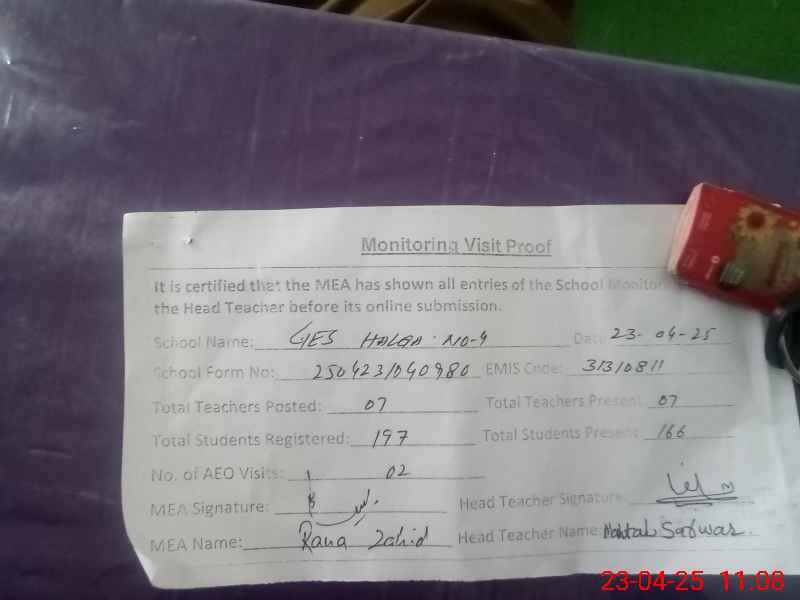 Monitoring Visit Proof
It is certified that the MEA has shown all entries of the School Monitor
the Head Teacher before its online submission.
School Name: GES HALQA NO-4 Date 23-04-25
School Form No: 250423/040980 EMIS Code: 31310811
Total Teachers Posted: 07 Total Teachers Present 07
Total Students Registered: 197 Total Students Present 166
No. of AEO Visits: 02
MEA Signature: Head Teacher Signature
MEA Name: Rana Zahid Head Teacher Name: Sarwar.
23-04-25 11:08